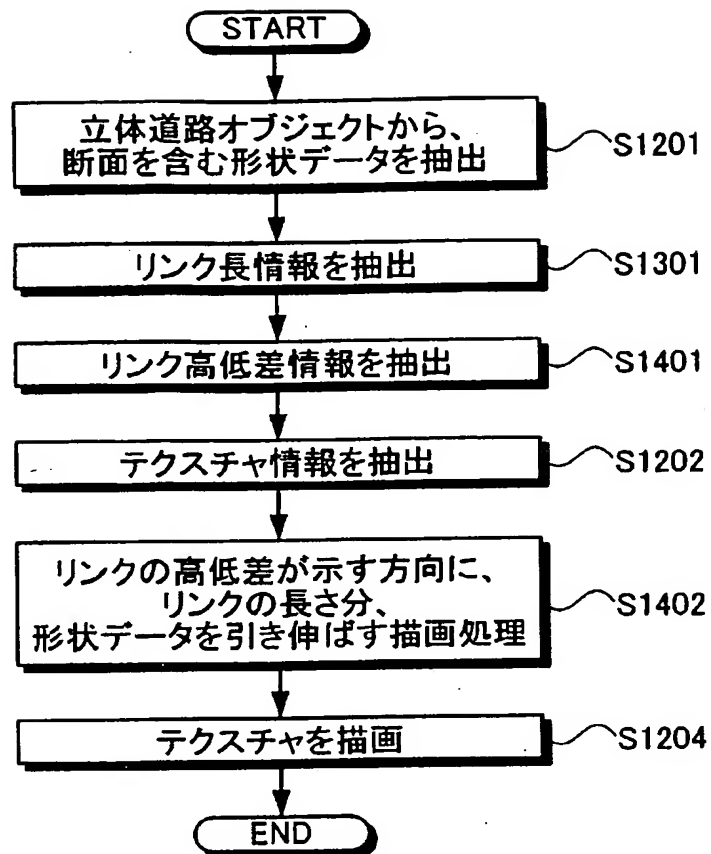 START
立体道路オブジェクトから、
断面を含む形状データを抽出
S1201
リンク長情報を抽出
S1301
リンク高低差情報を抽出
S1401
テクスチャ情報を抽出
S1202
リンクの高低差が示す方向に、
リンクの長さ分、
形状データを引き伸ばす描画処理
S1402
テクスチャを描画
S1204
END